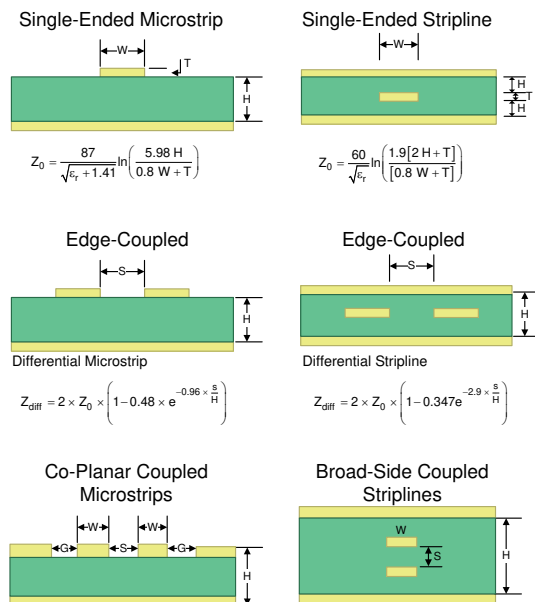 Single-Ended Microstrip
W
T
H
Z₀ = 87/√(εᵣ + 1.41) ln(5.98 H/(0.8 W + T))
Single-Ended Stripline
W
H
T
H
Z₀ = 60/√εᵣ ln(1.9[2 H + T]/[0.8 W + T])
Edge-Coupled
S
H
Differential Microstrip
Z_diff = 2 × Z₀ × (1 − 0.48 × e^(−0.96 × s/H))
Edge-Coupled
S
H
Differential Stripline
Z_diff = 2 × Z₀ × (1 − 0.347e^(−2.9 × s/H))
Co-Planar Coupled
Microstrips
W W
G S G
H
Broad-Side Coupled
Striplines
W
S
H